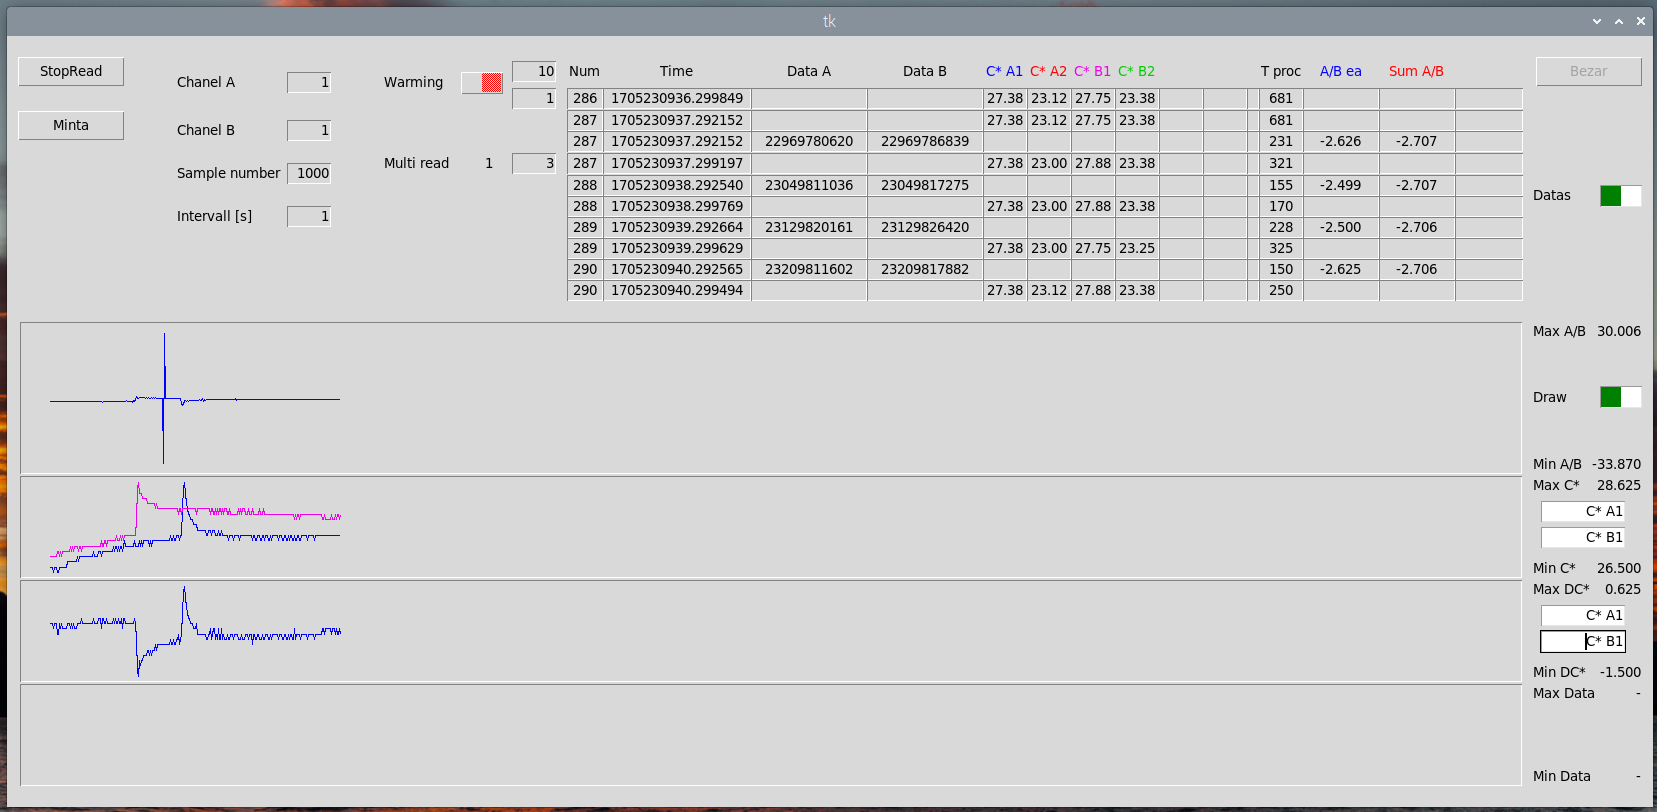 tk
StopRead
Minta
Chanel A 1
Chanel B 1
Sample number 1000
Intervall [s] 1
Warming 10
1
Multi read 1 3
Num Time Data A Data B C* A1 C* A2 C* B1 C* B2 T proc A/B ea Sum A/B
286 1705230936.299849 27.38 23.12 27.75 23.38 681
287 1705230937.292152 27.38 23.12 27.75 23.38 681
287 1705230937.292152 22969780620 22969786839 231 -2.626 -2.707
287 1705230937.299197 27.38 23.00 27.88 23.38 321
288 1705230938.292540 23049811036 23049817275 155 -2.499 -2.707
288 1705230938.299769 27.38 23.00 27.88 23.38 170
289 1705230939.292664 23129820161 23129826420 228 -2.500 -2.706
289 1705230939.299629 27.38 23.00 27.75 23.25 325
290 1705230940.292565 23209811602 23209817882 150 -2.625 -2.706
290 1705230940.299494 27.38 23.12 27.88 23.38 250
Bezar
Datas
Max A/B 30.006
Draw
Min A/B -33.870
Max C* 28.625
C* A1
C* B1
Min C* 26.500
Max DC* 0.625
C* A1
C* B1
Min DC* -1.500
Max Data -
Min Data -